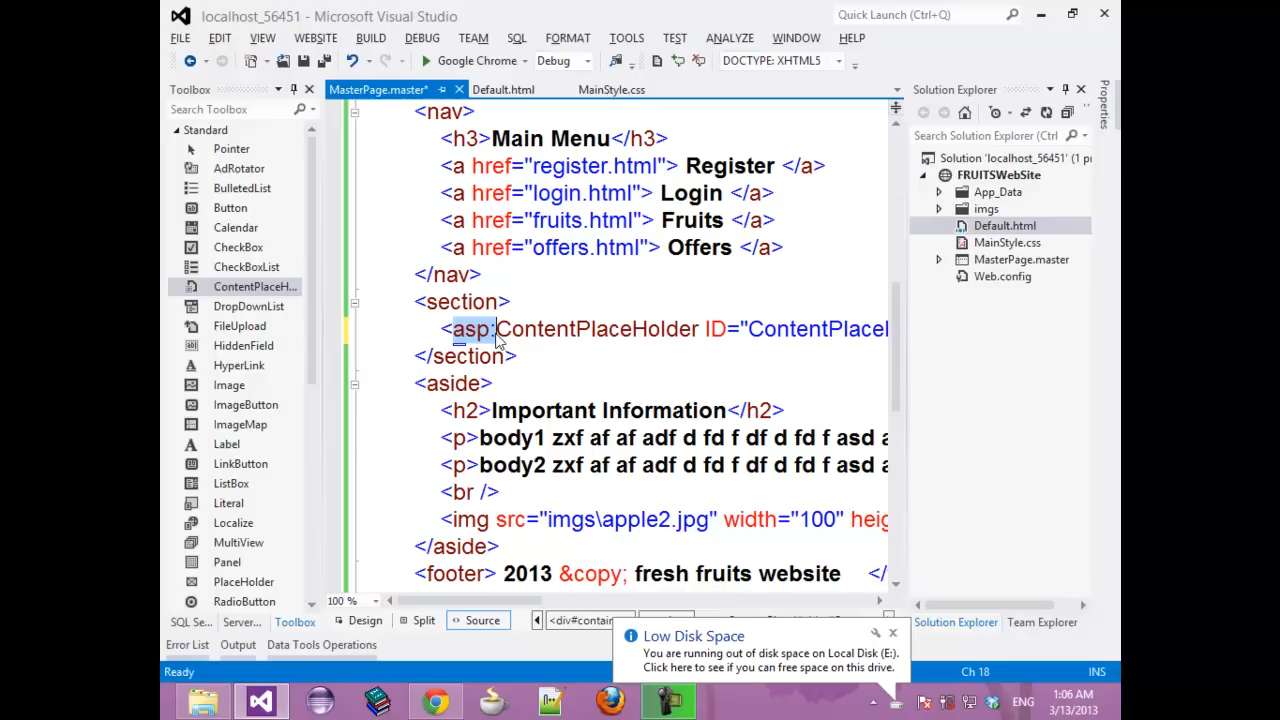 localhost_56451 - Microsoft Visual Studio
Quick Launch (Ctrl+Q)
FILE EDIT VIEW WEBSITE BUILD DEBUG TEAM SQL FORMAT TOOLS TEST ANALYZE WINDOW HELP
Google Chrome Debug DOCTYPE: XHTML5
Toolbox
Search Toolbox
Standard
Pointer
AdRotator
BulletedList
Button
Calendar
CheckBox
CheckBoxList
ContentPlaceH...
DropDownList
FileUpload
HiddenField
HyperLink
Image
ImageButton
ImageMap
Label
LinkButton
ListBox
Literal
Localize
MultiView
Panel
PlaceHolder
RadioButton
SQL Se... Server... Toolbox
MasterPage.master* Default.html MainStyle.css
<nav>
<h3>Main Menu</h3>
<a href="register.html"> Register </a>
<a href="login.html"> Login </a>
<a href="fruits.html"> Fruits </a>
<a href="offers.html"> Offers </a>
</nav>
<section>
<asp:ContentPlaceHolder ID="ContentPlaceH
</section>
<aside>
<h2>Important Information</h2>
<p>body1 zxf af af adf d fd f df d fd f asd a
<p>body2 zxf af af adf d fd f df d fd f asd a
<br />
<img src="imgs\apple2.jpg" width="100" heig
</aside>
<footer> 2013 &copy; fresh fruits website </
100 %
Design Split Source <div#contain
Solution Explorer
Search Solution Explorer (Ctrl
Solution 'localhost_56451' (1 p
FRUITSWebSite
App_Data
imgs
Default.html
MainStyle.css
MasterPage.master
Web.config
Solution Explorer Team Explorer
Properties
Error List Output Data Tools Operations
Low Disk Space
You are running out of disk space on Local Disk (E:).
Click here to see if you can free space on this drive.
Ready Ch 18 INS
ENG
1:06 AM
3/13/2013